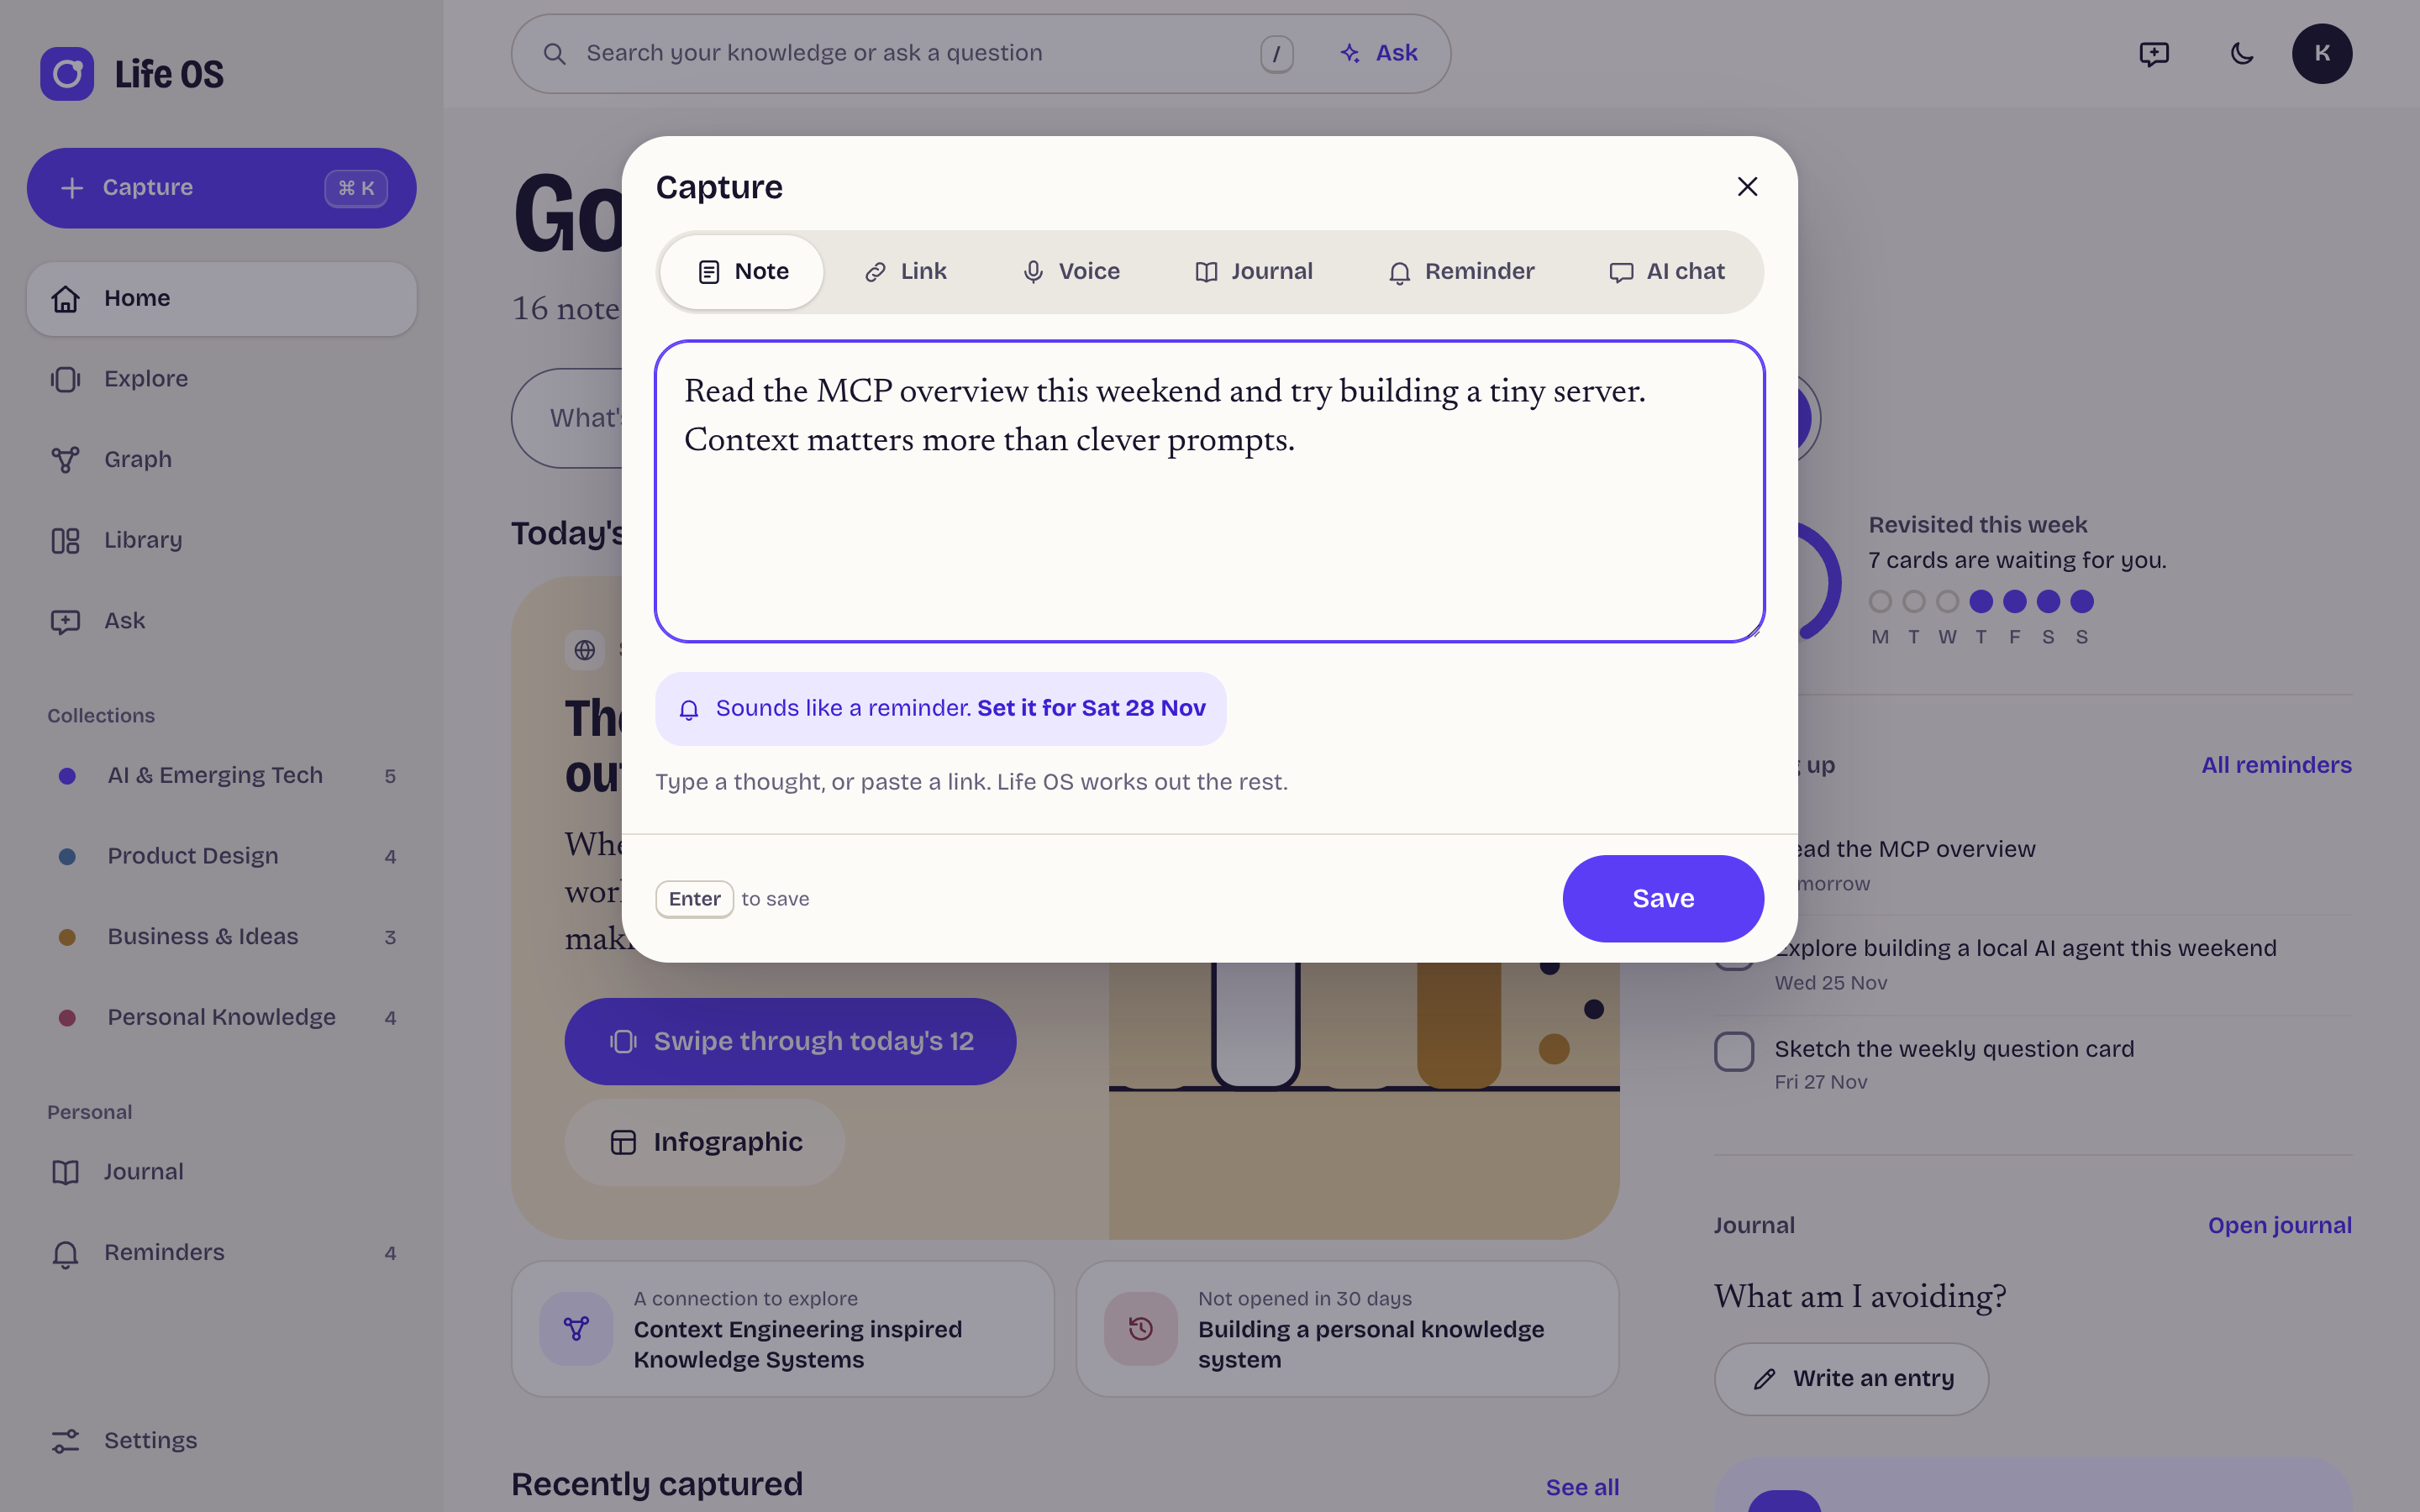 Life OS
Capture
⌘ K
Home
Explore
Graph
Library
Ask
Collections
AI & Emerging Tech 5
Product Design 4
Business & Ideas 3
Personal Knowledge 4
Personal
Journal
Reminders 4
Settings
Search your knowledge or ask a question
/
Ask
K
16 note
What'
Today's
Capture
Note
Link
Voice
Journal
Reminder
AI chat
Read the MCP overview this weekend and try building a tiny server.
Context matters more than clever prompts.
Sounds like a reminder. Set it for Sat 28 Nov
Type a thought, or paste a link. Life OS works out the rest.
Enter to save
Save
Swipe through today's 12
Infographic
A connection to explore
Context Engineering inspired
Knowledge Systems
Not opened in 30 days
Building a personal knowledge
system
Recently captured
See all
Revisited this week
7 cards are waiting for you.
M T W T F S S
up
All reminders
ead the MCP overview
morrow
Explore building a local AI agent this weekend
Wed 25 Nov
Sketch the weekly question card
Fri 27 Nov
Journal
Open journal
What am I avoiding?
Write an entry